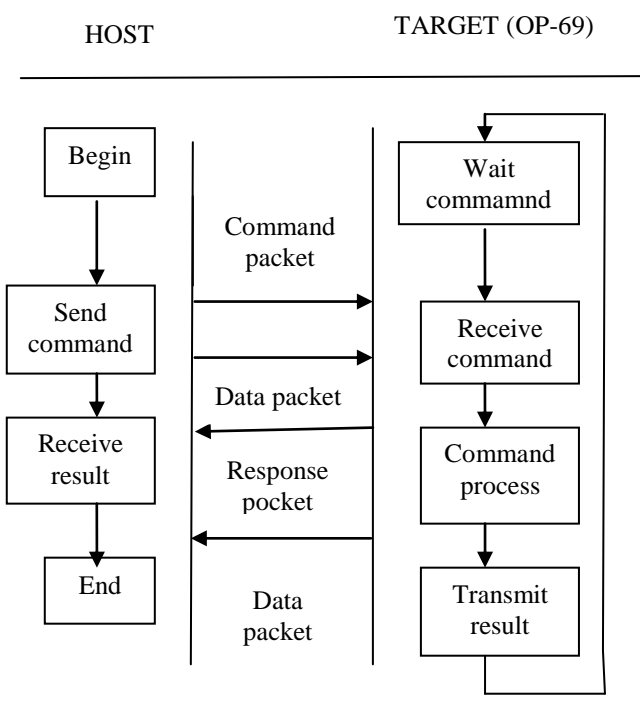 HOST
TARGET (OP-69)
Begin
Send
command
Receive
result
End
Command
packet
Data packet
Response
pocket
Data
packet
Wait
commamnd
Receive
command
Command
process
Transmit
result